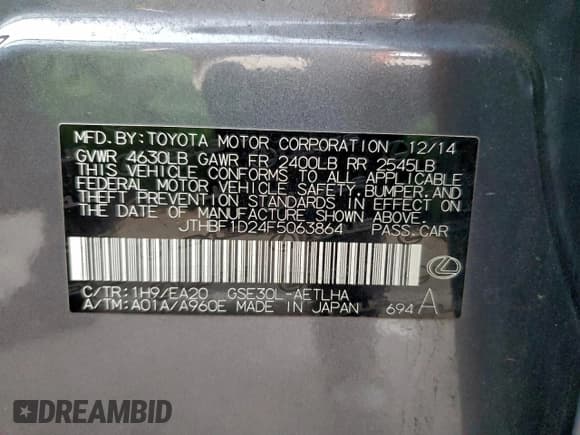 MFD. BY: TOYOTA MOTOR CORPORATION 12/14
GVWR 4630LB GAWR FR 2400LB RR 2545LB
THIS VEHICLE CONFORMS TO ALL APPLICABLE
FEDERAL MOTOR VEHICLE SAFETY, BUMPER, AND
THEFT PREVENTION STANDARDS IN EFFECT ON
THE DATE OF MANUFACTURE SHOWN ABOVE.
JTHBF1D24F5063864 PASS. CAR
C/TR: 1H9/EA20 GSE30L-AETLHA
A/TM: A01A/A960E MADE IN JAPAN 694 A
DREAMBID